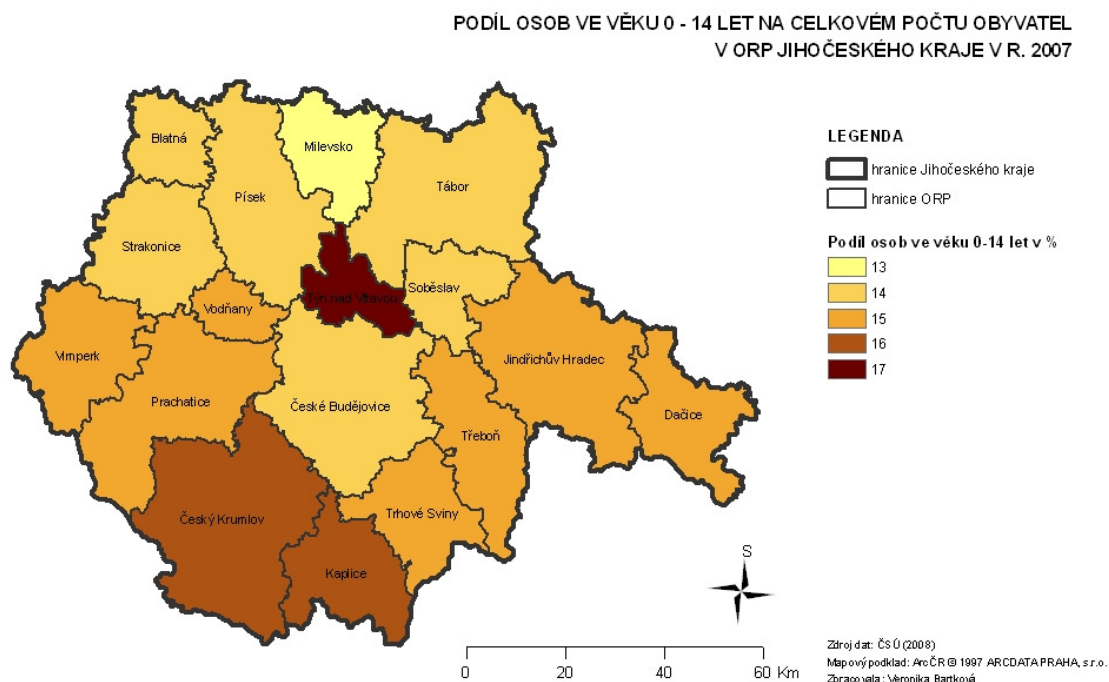 PODÍL OSOB VE VĚKU 0 - 14 LET NA CELKOVÉM POČTU OBYVATEL
V ORP JIHOČESKÉHO KRAJE V R. 2007
Blatná
Milevsko
Písek
Tábor
Strakonice
Soběslav
Týn nad Vltavou
Vodňany
Vimperk
Jindřichův Hradec
Prachatice
České Budějovice
Dačice
Třeboň
Trhové Sviny
Český Krumlov
Kaplice
LEGENDA
hranice Jihočeského kraje
hranice ORP
Podíl osob ve věku 0-14 let v %
13
14
15
16
17
S
0 20 40 60 Km
Zdroj dat: ČSÚ (2008)
Mapový podklad: ArcČR © 1997 ARCDATA PRAHA, s.r.o.
Zpracovala: Veronika Bartková